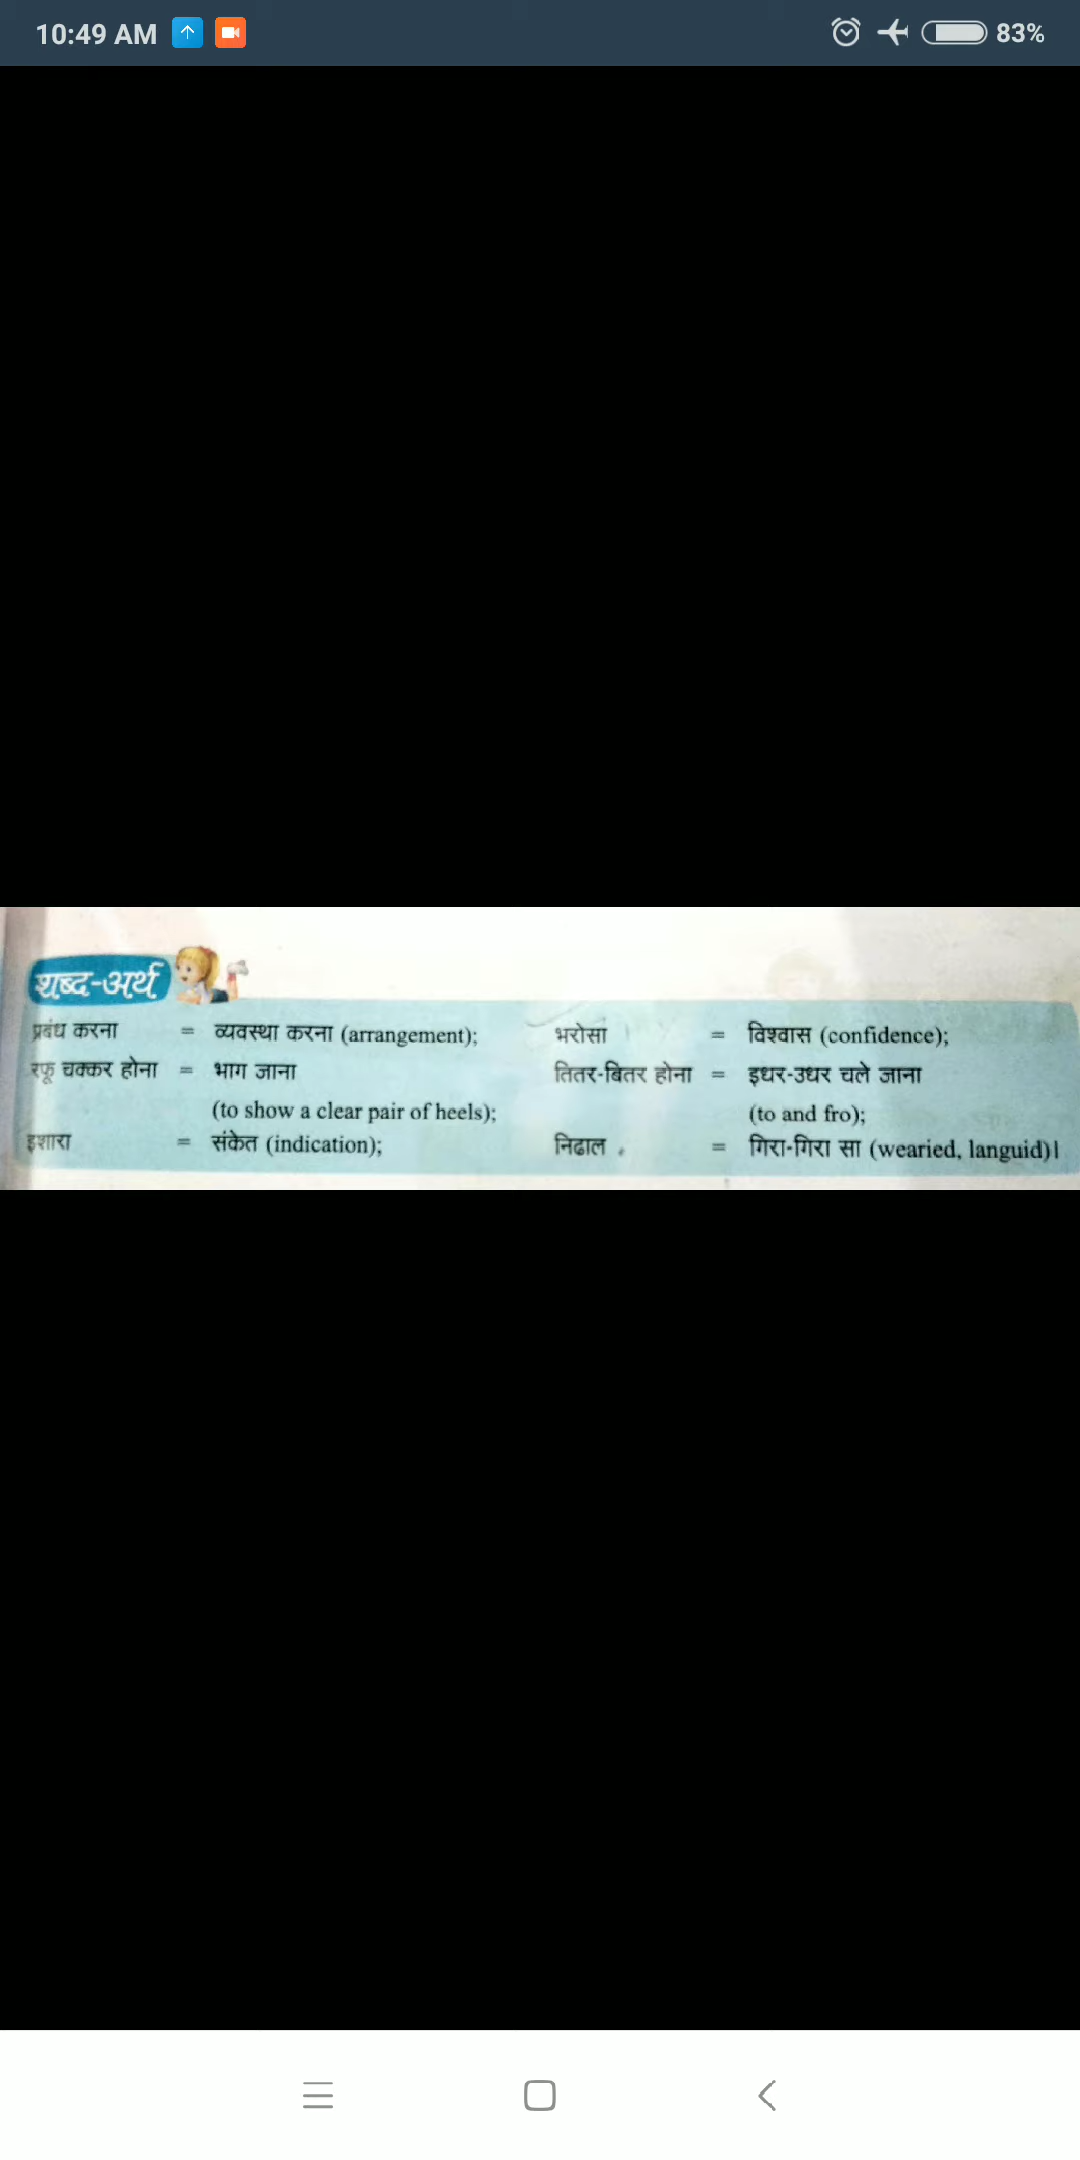 10:49 AM 83%
शब्द-अर्थ
प्रबंध करना = व्यवस्था करना (arrangement); भरोसा = विश्वास (confidence);
रफू चक्कर होना = भाग जाना तितर-बितर होना = इधर-उधर चले जाना
(to show a clear pair of heels); (to and fro);
इशारा = संकेत (indication); निढाल = गिरा-गिरा सा (wearied, languid)।